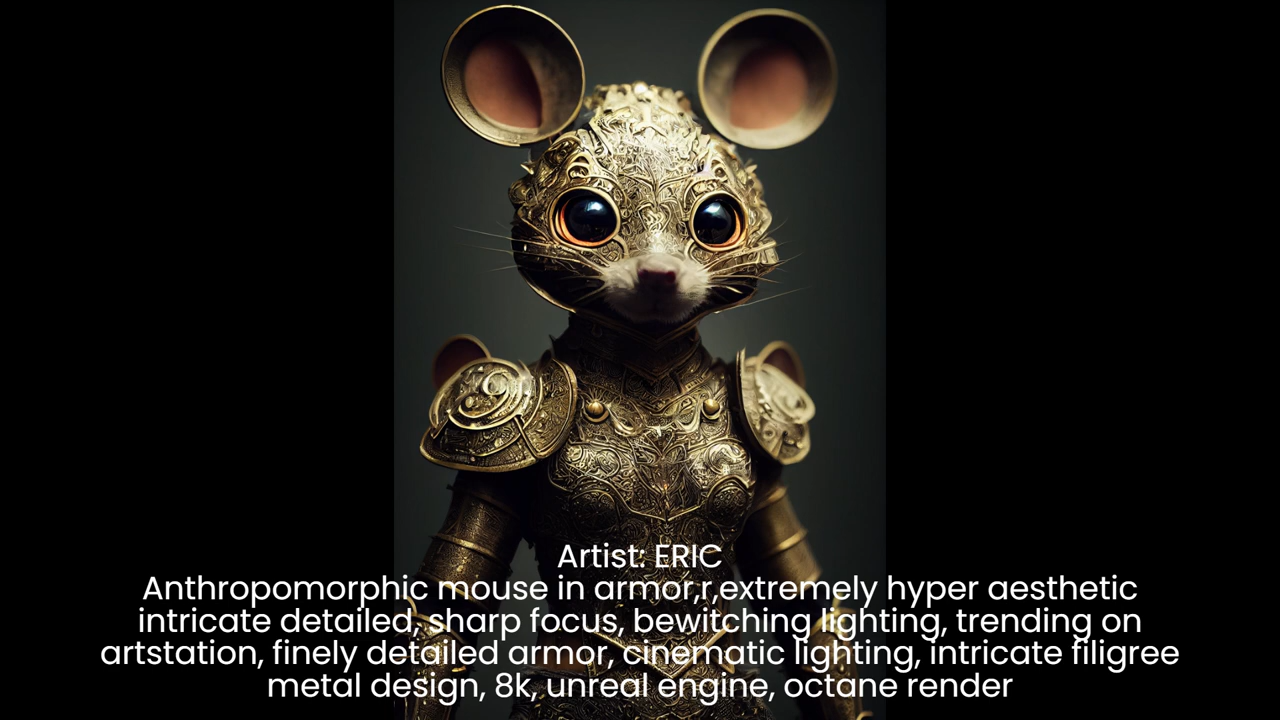 Artist: ERIC
Anthropomorphic mouse in armor,r,extremely hyper aesthetic
intricate detailed, sharp focus, bewitching lighting, trending on
artstation, finely detailed armor, cinematic lighting, intricate filigree
metal design, 8k, unreal engine, octane render